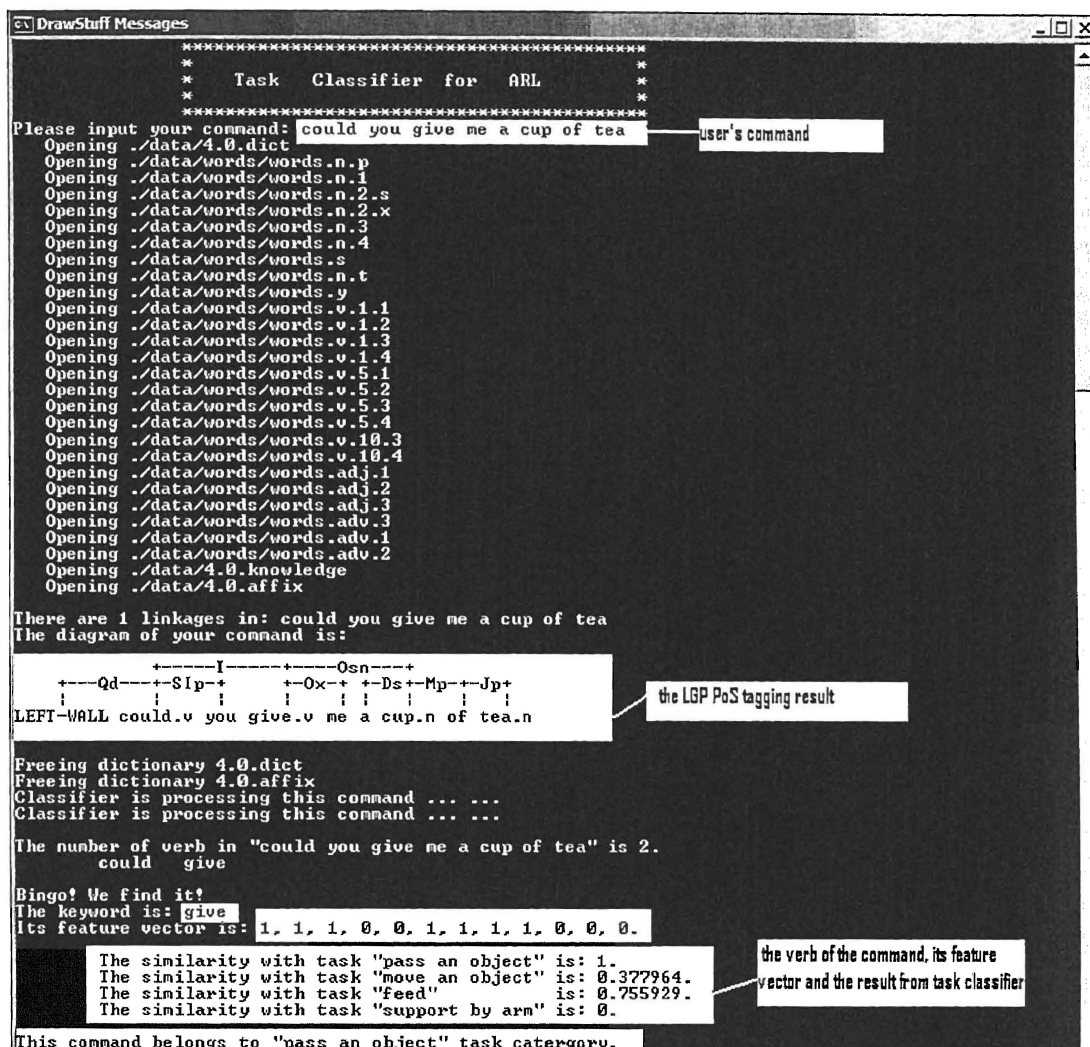 DrawStuff Messages
*******************************************
* *
* Task Classifier for ARL *
* *
*******************************************
Please input your command: could you give me a cup of tea
user's command
Opening ./data/4.0.dict
Opening ./data/words/words.n.p
Opening ./data/words/words.n.1
Opening ./data/words/words.n.2.s
Opening ./data/words/words.n.2.x
Opening ./data/words/words.n.3
Opening ./data/words/words.n.4
Opening ./data/words/words.s
Opening ./data/words/words.n.t
Opening ./data/words/words.y
Opening ./data/words/words.v.1.1
Opening ./data/words/words.v.1.2
Opening ./data/words/words.v.1.3
Opening ./data/words/words.v.1.4
Opening ./data/words/words.v.5.1
Opening ./data/words/words.v.5.2
Opening ./data/words/words.v.5.3
Opening ./data/words/words.v.5.4
Opening ./data/words/words.v.10.3
Opening ./data/words/words.v.10.4
Opening ./data/words/words.adj.1
Opening ./data/words/words.adj.2
Opening ./data/words/words.adj.3
Opening ./data/words/words.adv.3
Opening ./data/words/words.adv.1
Opening ./data/words/words.adv.2
Opening ./data/4.0.knowledge
Opening ./data/4.0.affix
There are 1 linkages in: could you give me a cup of tea
The diagram of your command is:
+------I------+----Osn----+
+---Qd---+-SIp-+ +-Ox-+ +-Ds+-Mp-+-Jp+
| | | | | | | | |
LEFT-WALL could.v you give.v me a cup.n of tea.n
the LGP PoS tagging result
Freeing dictionary 4.0.dict
Freeing dictionary 4.0.affix
Classifier is processing this command ... ...
Classifier is processing this command ... ...
The number of verb in "could you give me a cup of tea" is 2.
could give
Bingo! We find it!
The keyword is: give
Its feature vector is: 1, 1, 1, 0, 0, 1, 1, 1, 1, 0, 0, 0.
The similarity with task "pass an object" is: 1.
The similarity with task "move an object" is: 0.377964.
The similarity with task "feed" is: 0.755929.
The similarity with task "support by arm" is: 0.
the verb of the command, its feature
vector and the result from task classifier
This command belongs to "pass an object" task catergory.